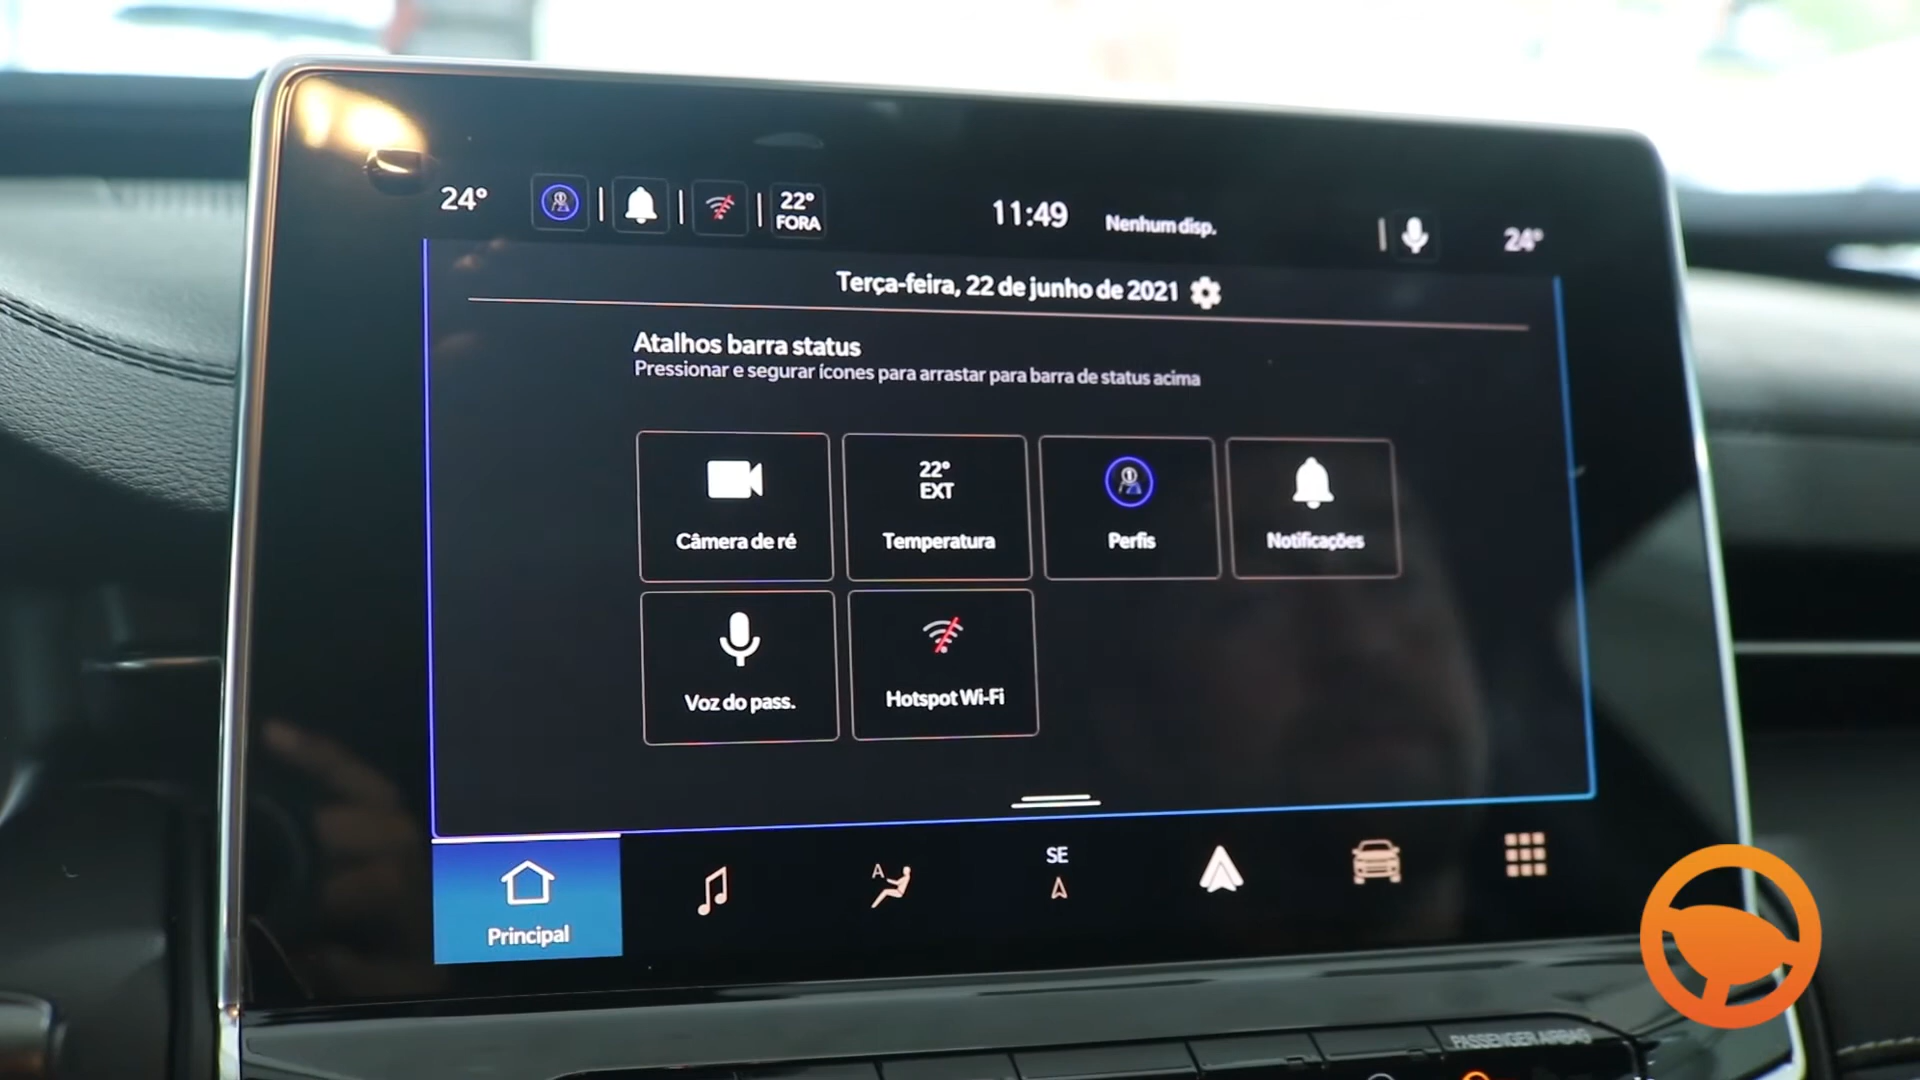 24°
22°
FORA
11:49
Nenhum disp.
24°
Terça-feira, 22 de junho de 2021
Atalhos barra status
Pressionar e segurar ícones para arrastar para barra de status acima
22°
EXT
Câmera de ré
Temperatura
Perfis
Notificações
Voz do pass.
Hotspot Wi-Fi
SE
A
Principal
PASSENGER AIRBAG